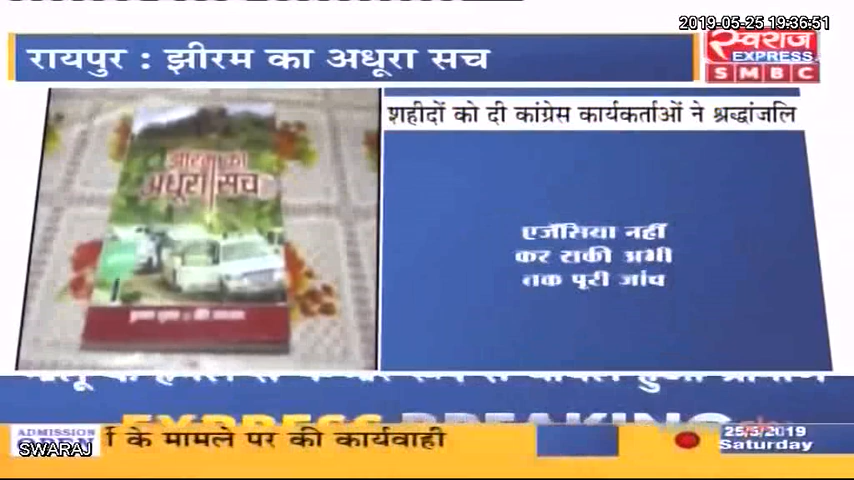 2019-05-25 19:36:51
रायपुर : झीरम का अधूरा सच
स्वराज
EXPRESS
SMBC
शहीदों को दी कांग्रेस कार्यकर्ताओं ने श्रद्धांजलि
झीरम का
अधूरा सच
एजेंसिया नहीं
कर सकी अभी
तक पूरी जांच
EXPRESS BREAKING
ADMISSION
OPEN
SWARAJ
के मामले पर की कार्यवाही
25/5/2019
Saturday